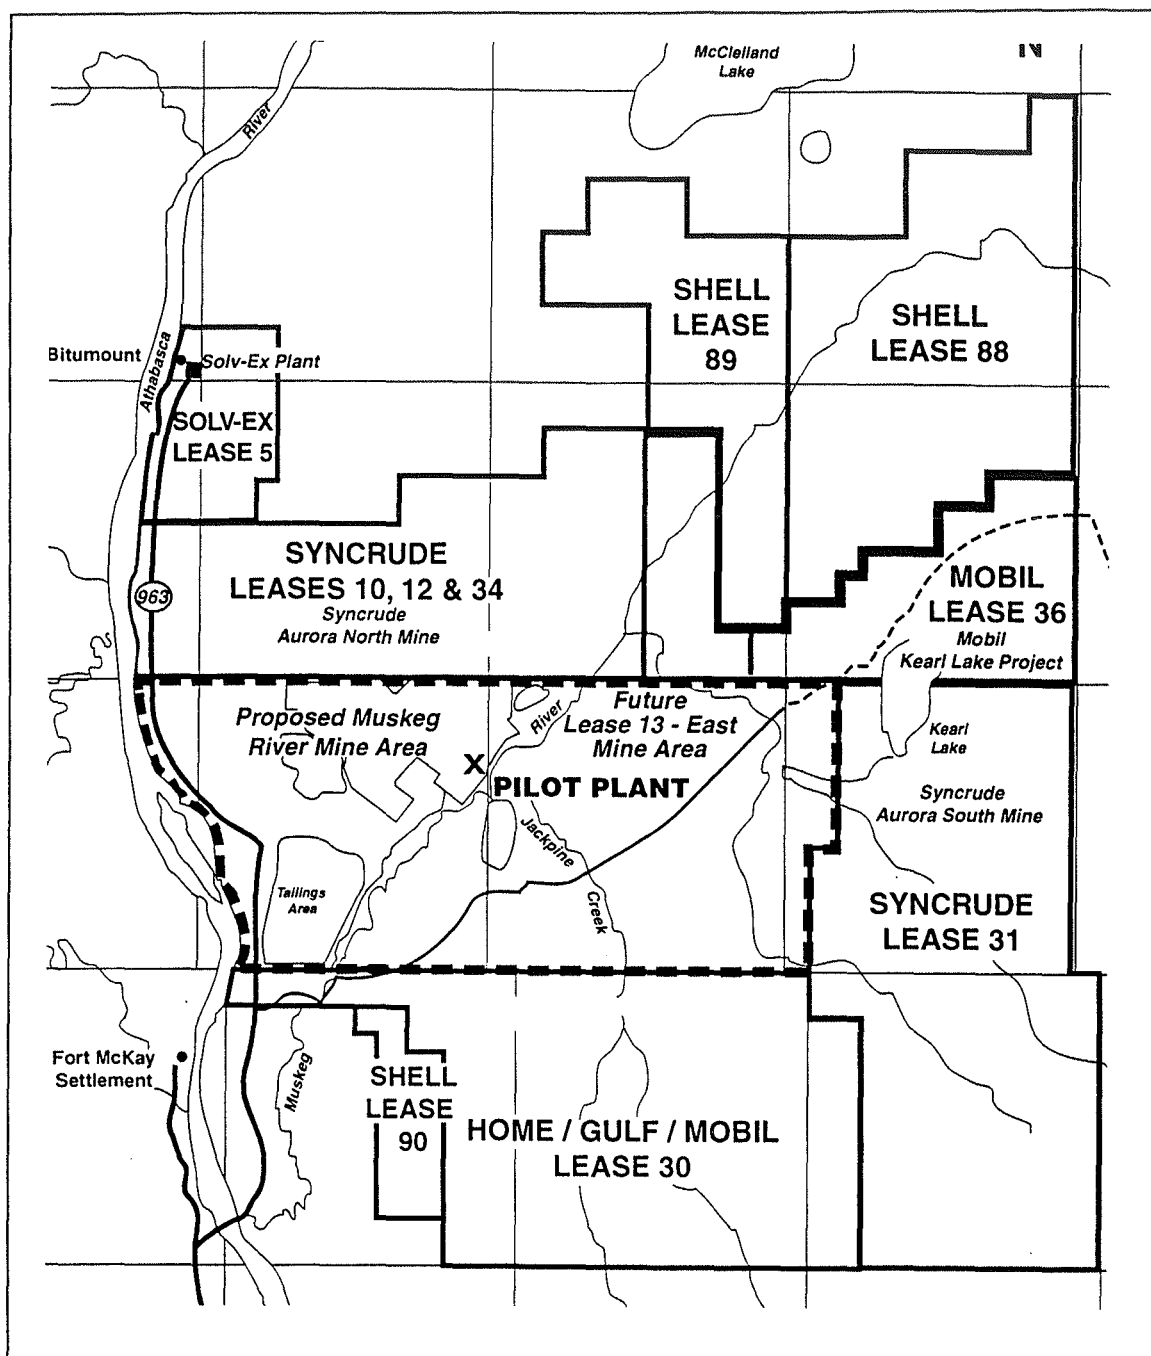 N
McClelland
Lake
River
SHELL
LEASE
89
SHELL
LEASE 88
Bitumount
Athabasca
Solv-Ex Plant
SOLV-EX
LEASE 5
SYNCRUDE
LEASES 10, 12 & 34
Syncrude
Aurora North Mine
963
MOBIL
LEASE 36
Mobil
Kearl Lake Project
Proposed Muskeg
River Mine Area
River
Future
Lease 13 - East
Mine Area
Kearl
Lake
X
PILOT PLANT
Syncrude
Aurora South Mine
Jackpine
Creek
Tailings
Area
SYNCRUDE
LEASE 31
Fort McKay
Settlement
Muskeg
SHELL
LEASE
90
HOME / GULF / MOBIL
LEASE 30